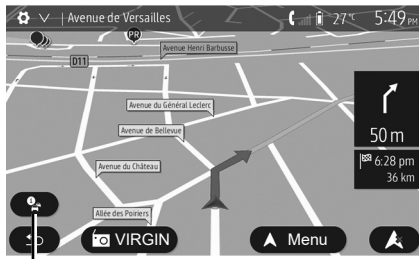 Avenue de Versailles
27 °C
5:49 PM
PR
Avenue Henri Barbusse
D11
Avenue du Général Leclerc
Avenue de Bellevue
50 m
Avenue du Château
6:28 pm
36 km
Allée des Poiriers
VIRGIN
Menu